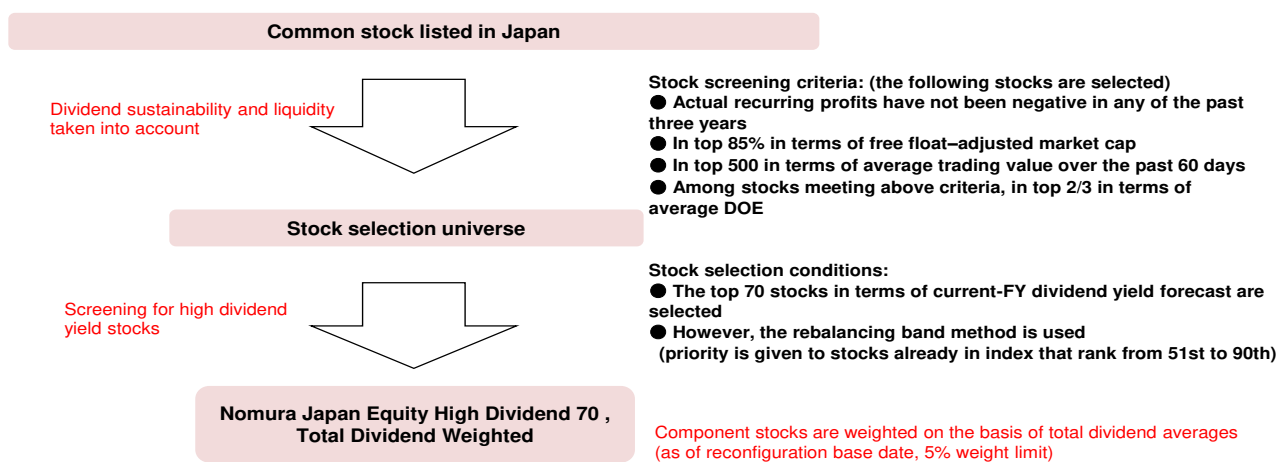 Common stock listed in Japan
Dividend sustainability and liquidity
taken into account
Stock screening criteria: (the following stocks are selected)
● Actual recurring profits have not been negative in any of the past
three years
● In top 85% in terms of free float–adjusted market cap
● In top 500 in terms of average trading value over the past 60 days
● Among stocks meeting above criteria, in top 2/3 in terms of
average DOE
Stock selection universe
Screening for high dividend
yield stocks
Stock selection conditions:
● The top 70 stocks in terms of current-FY dividend yield forecast are
selected
● However, the rebalancing band method is used
(priority is given to stocks already in index that rank from 51st to 90th)
Nomura Japan Equity High Dividend 70 ,
Total Dividend Weighted
Component stocks are weighted on the basis of total dividend averages
(as of reconfiguration base date, 5% weight limit)